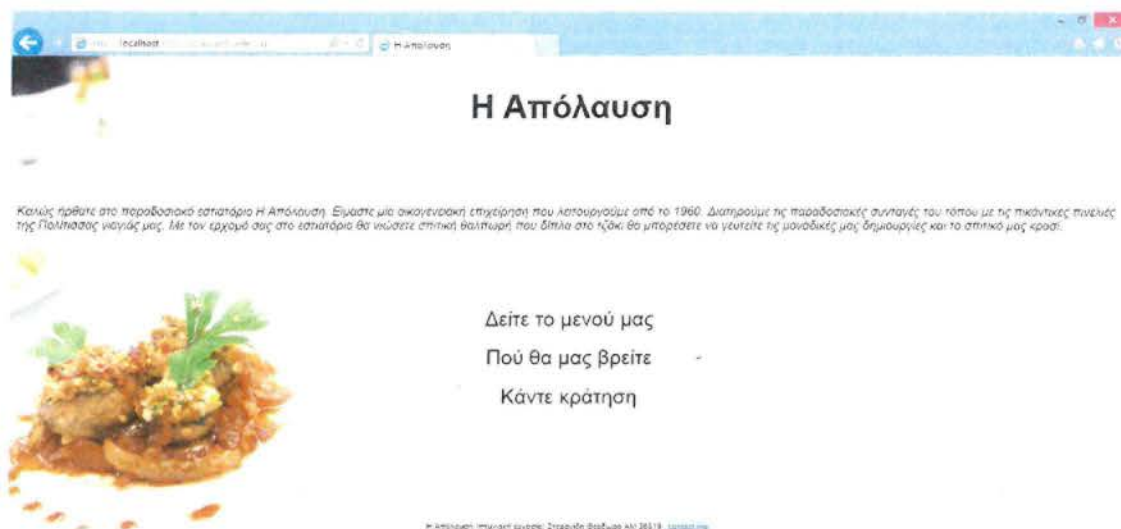 localhost
Η Απόλαυση
Η Απόλαυση
Καλώς ήρθατε στο παραδοσιακό εστιατόριο Η Απόλαυση. Είμαστε μια οικογενειακή επιχείρηση που λειτουργούμε από το 1960. Διατηρούμε τις παραδοσιακές συνταγές του τόπου με τις πικάντικες πινελιές
της Πολίτισσας γιαγιάς μας. Με τον ερχομό σας στο εστιατόριο θα νιώσετε σπιτική θαλπωρή που δίπλα στο τζάκι θα μπορέσετε να γευτείτε τις μοναδικές μας δημιουργίες και το σπιτικό μας κρασί.
Δείτε το μενού μας
Πού θα μας βρείτε
Κάντε κράτηση
Η Απόλαυση